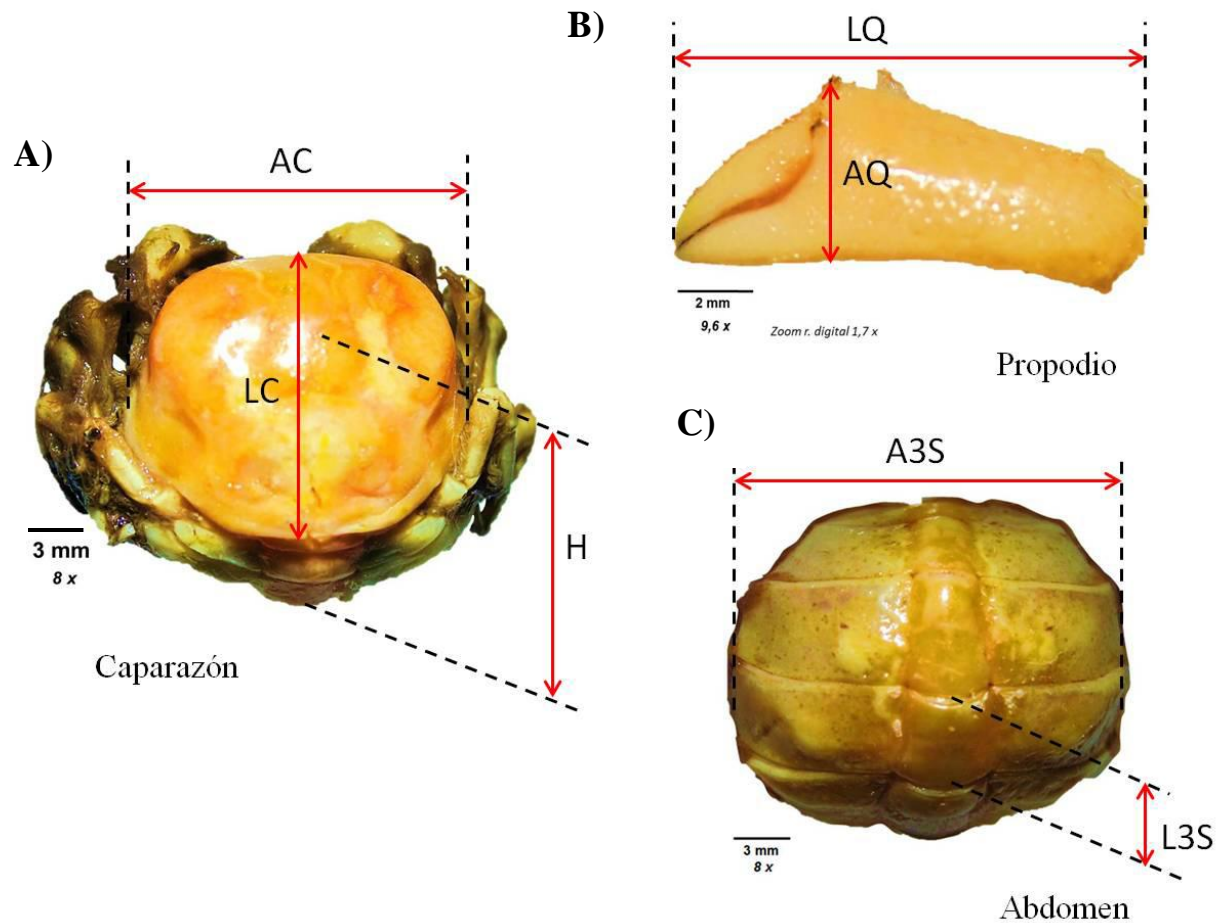 A)
AC
LC
H
3 mm
8 x
Caparazón
B)
LQ
AQ
2 mm
9,6 x
Zoom r. digital 1,7 x
Propodio
C)
A3S
L3S
3 mm
8 x
Abdomen